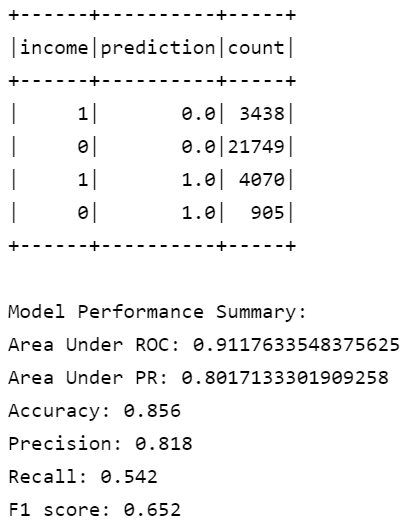 +------+----------+-----+
|income|prediction|count|
+------+----------+-----+
|     1|       0.0| 3438|
|     0|       0.0|21749|
|     1|       1.0| 4070|
|     0|       1.0|  905|
+------+----------+-----+
Model Performance Summary:
Area Under ROC: 0.9117633548375625
Area Under PR: 0.8017133301909258
Accuracy: 0.856
Precision: 0.818
Recall: 0.542
F1 score: 0.652